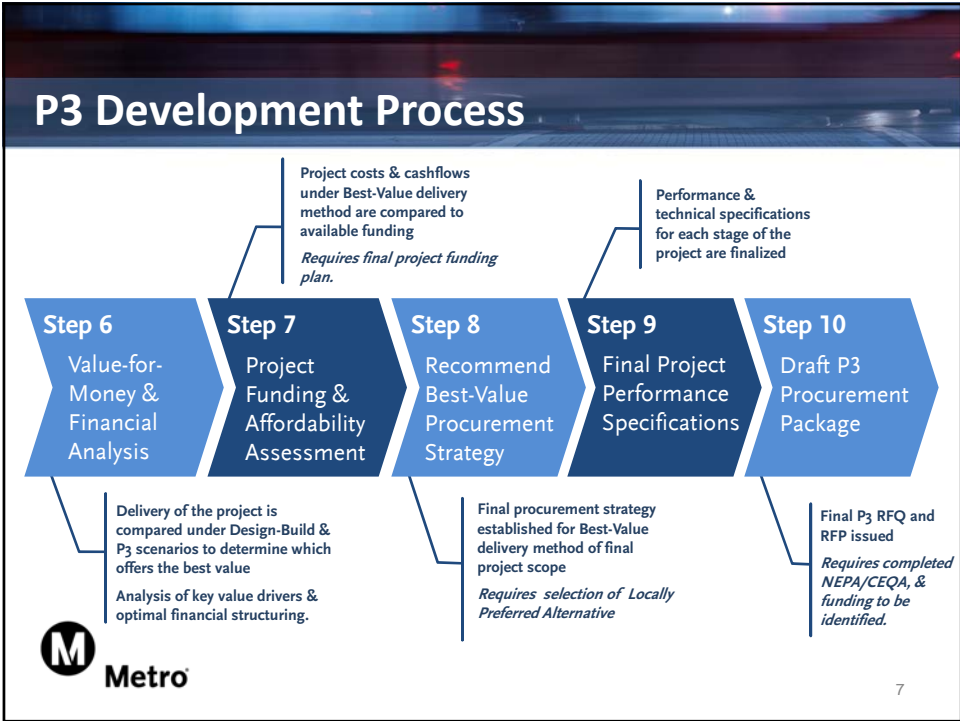 P3 Development Process
Project costs & cashflows
under Best-Value delivery
method are compared to
available funding
Requires final project funding
plan.
Performance &
technical specifications
for each stage of the
project are finalized
Step 6
Value-for-
Money &
Financial
Analysis
Step 7
Project
Funding &
Affordability
Assessment
Step 8
Recommend
Best-Value
Procurement
Strategy
Step 9
Final Project
Performance
Specifications
Step 10
Draft P3
Procurement
Package
Delivery of the project is
compared under Design-Build &
P3 scenarios to determine which
offers the best value
Analysis of key value drivers &
optimal financial structuring.
Final procurement strategy
established for Best-Value
delivery method of final
project scope
Requires selection of Locally
Preferred Alternative
Final P3 RFQ and
RFP issued
Requires completed
NEPA/CEQA, &
funding to be
identified.
M
Metro
7